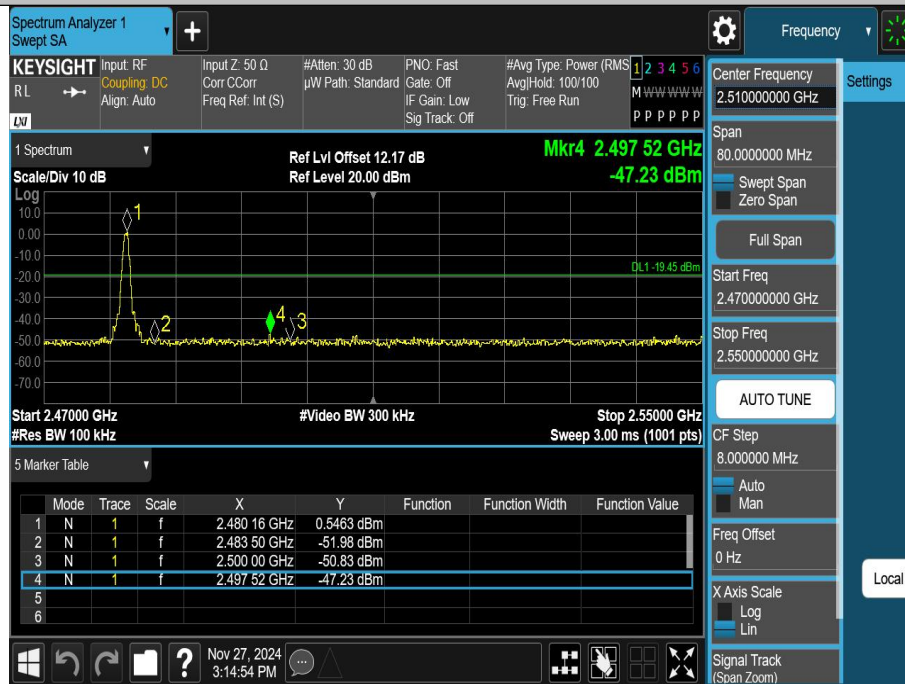 Spectrum Analyzer 1
Swept SA
+
Frequency
KEYSIGHT
RL
LXI
Input: RF
Coupling: DC
Align: Auto
Input Z: 50 Ω
Corr CCorr
Freq Ref: Int (S)
#Atten: 30 dB
µW Path: Standard
PNO: Fast
Gate: Off
IF Gain: Low
Sig Track: Off
#Avg Type: Power (RMS
Avg|Hold: 100/100
Trig: Free Run
1 2 3 4 5 6
M W W W W W
P P P P P P
1 Spectrum
Scale/Div 10 dB
Ref Lvl Offset 12.17 dB
Ref Level 20.00 dBm
Mkr4 2.497 52 GHz
-47.23 dBm
Log
10.0
0.00
-10.0
-20.0
-30.0
-40.0
-50.0
-60.0
-70.0
1
2
4
3
DL1 -19.45 dBm
Start 2.47000 GHz
#Res BW 100 kHz
#Video BW 300 kHz
Stop 2.55000 GHz
Sweep 3.00 ms (1001 pts)
5 Marker Table
Mode Trace Scale X Y Function Function Width Function Value
1 N 1 f 2.480 16 GHz 0.5463 dBm
2 N 1 f 2.483 50 GHz -51.98 dBm
3 N 1 f 2.500 00 GHz -50.83 dBm
4 N 1 f 2.497 52 GHz -47.23 dBm
5
6
?
Nov 27, 2024
3:14:54 PM
Center Frequency
2.510000000 GHz
Span
80.0000000 MHz
Swept Span
Zero Span
Full Span
Start Freq
2.470000000 GHz
Stop Freq
2.550000000 GHz
AUTO TUNE
CF Step
8.000000 MHz
Auto
Man
Freq Offset
0 Hz
X Axis Scale
Log
Lin
Signal Track
(Span Zoom)
Settings
Local